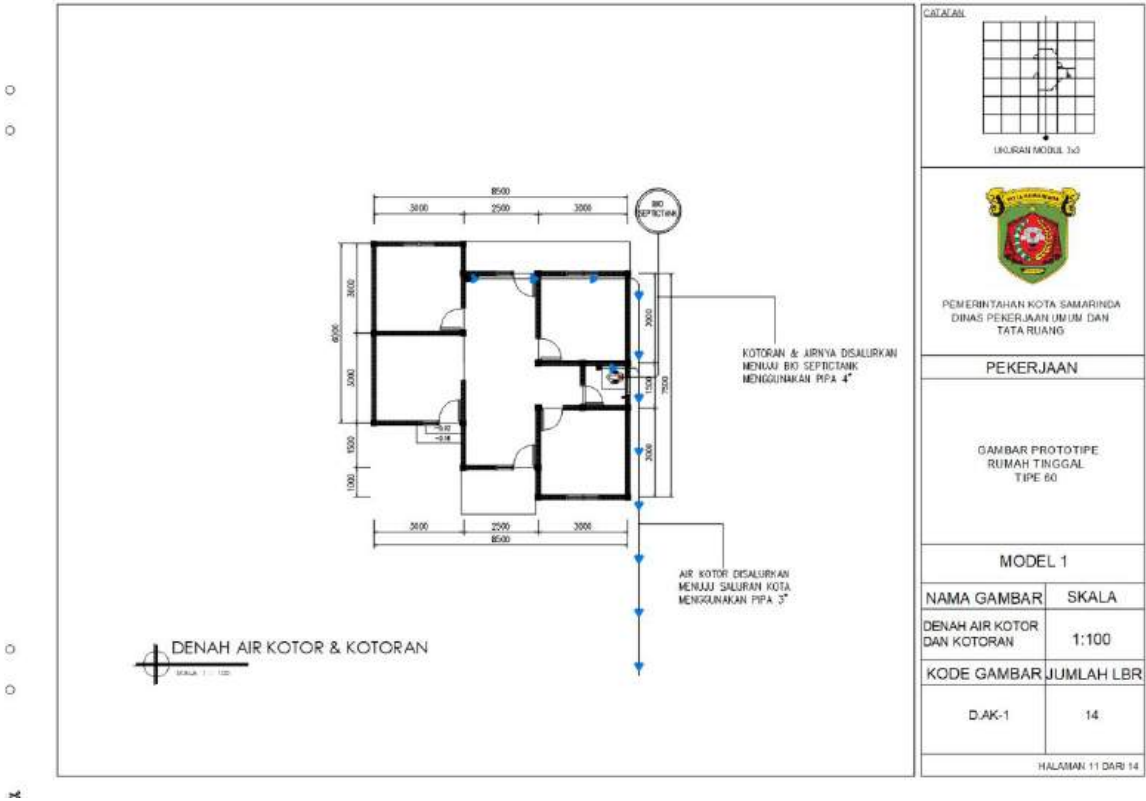 CATATAN
UKURAN MODUL 3x3
PEMERINTAHAN KOTA SAMARINDA
DINAS PEKERJAAN UMUM DAN
TATA RUANG
PEKERJAAN
GAMBAR PROTOTIPE
RUMAH TINGGAL
TIPE 60
MODEL 1
NAMA GAMBAR SKALA
DENAH AIR KOTOR
DAN KOTORAN
1:100
KODE GAMBAR JUMLAH LBR
D.AK-1 14
HALAMAN 11 DARI 14
8500
3000 2500 3000
BIO
SEPTICTANK
3000
6000
3000
1500
1000
3000
1500
7500
3000
KOTORAN & AIRNYA DISALURKAN
MENUJU BIO SEPTICTANK
MENGGUNAKAN PIPA 4"
3000 2500 3000
8500
AIR KOTOR DISALURKAN
MENUJU SALURAN KOTA
MENGGUNAKAN PIPA 3"
DENAH AIR KOTOR & KOTORAN
SKALA 1 : 100